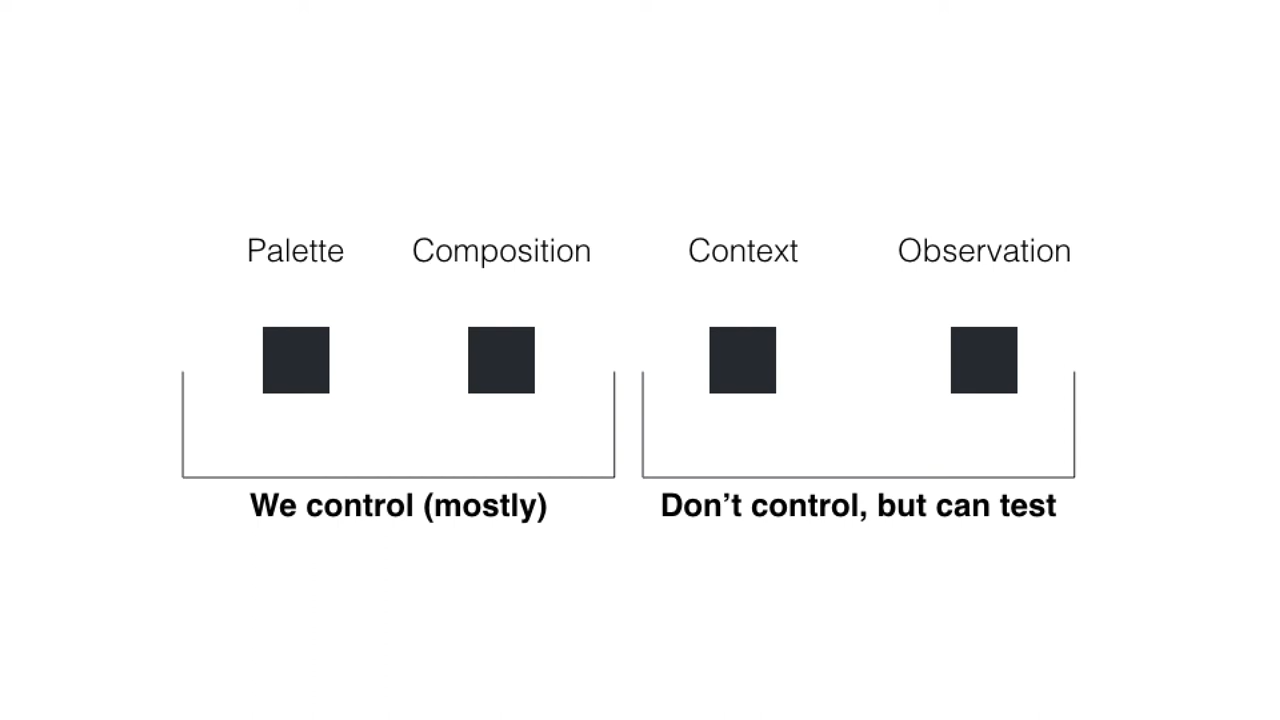 Palette Composition Context Observation
We control (mostly) Don’t control, but can test